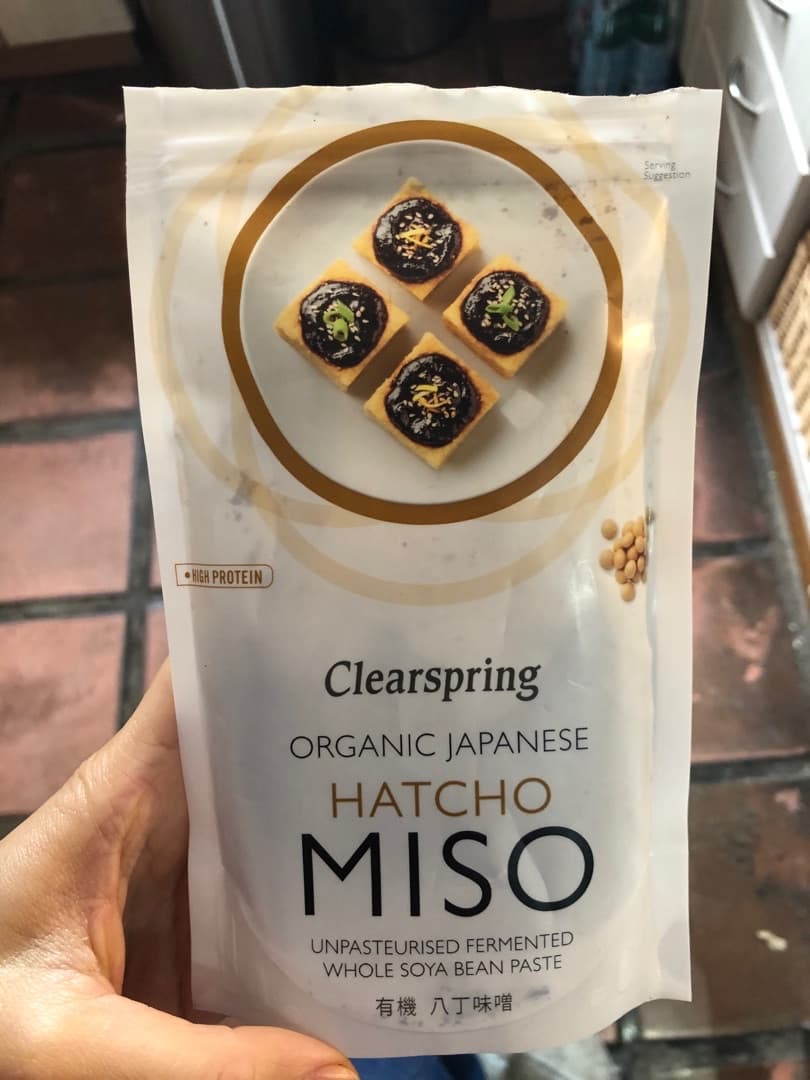 Serving
Suggestion
HIGH PROTEIN
Clearspring
ORGANIC JAPANESE
HATCHO
MISO
UNPASTEURISED FERMENTED
WHOLE SOYA BEAN PASTE
有機 八丁味噌